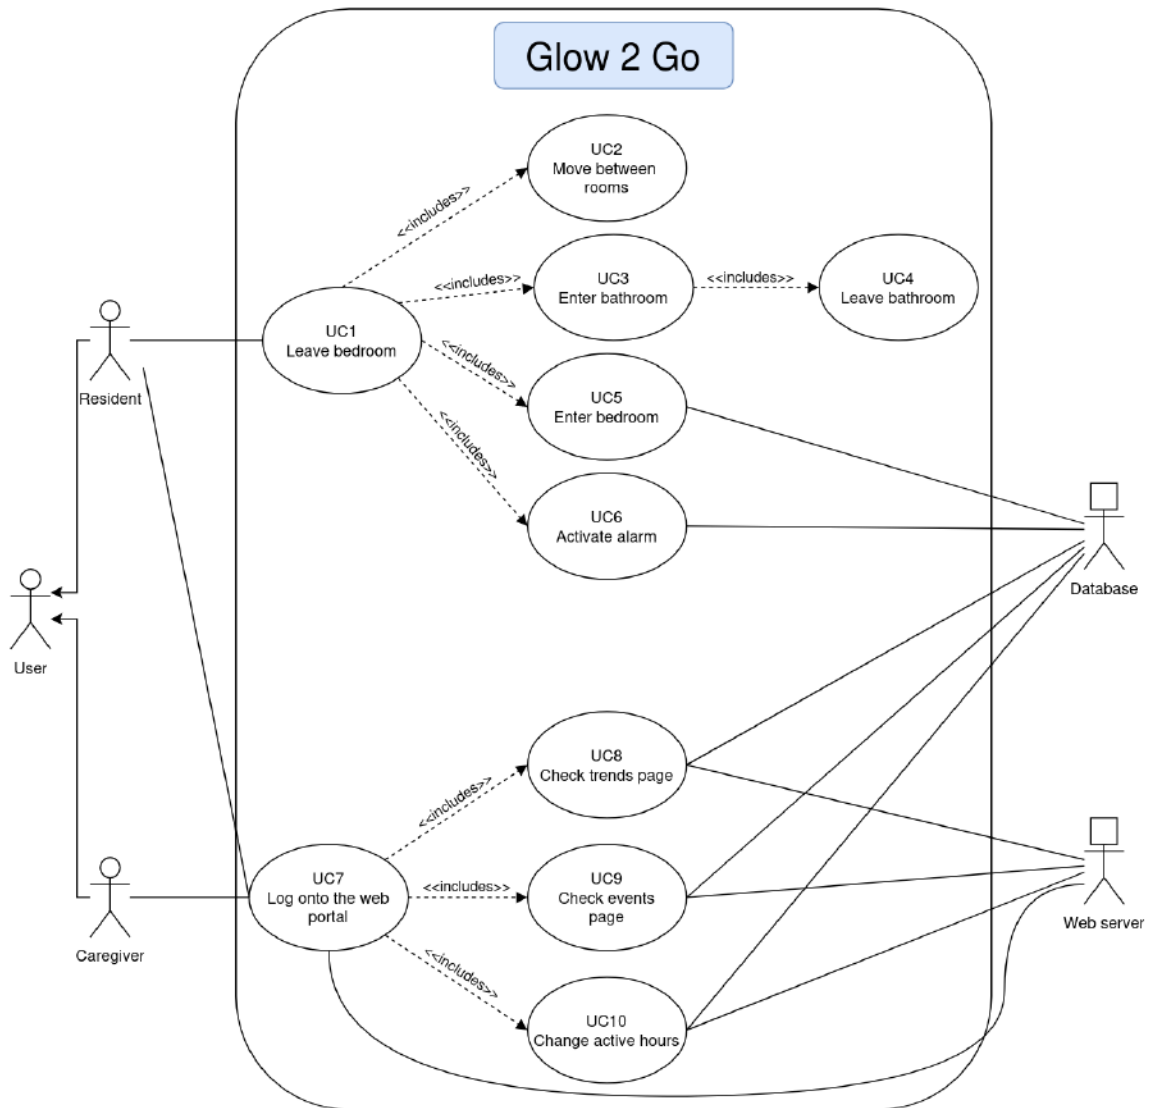 Glow 2 Go
UC2
Move between
rooms
<<includes>>
<<includes>>
UC3
Enter bathroom
<<includes>>
UC4
Leave bathroom
UC1
Leave bedroom
<<includes>>
Resident
UC5
Enter bedroom
<<includes>>
UC6
Activate alarm
Database
User
UC8
Check trends page
<<includes>>
UC7
Log onto the web
portal
<<includes>>
UC9
Check events
page
Web server
Caregiver
<<includes>>
UC10
Change active hours